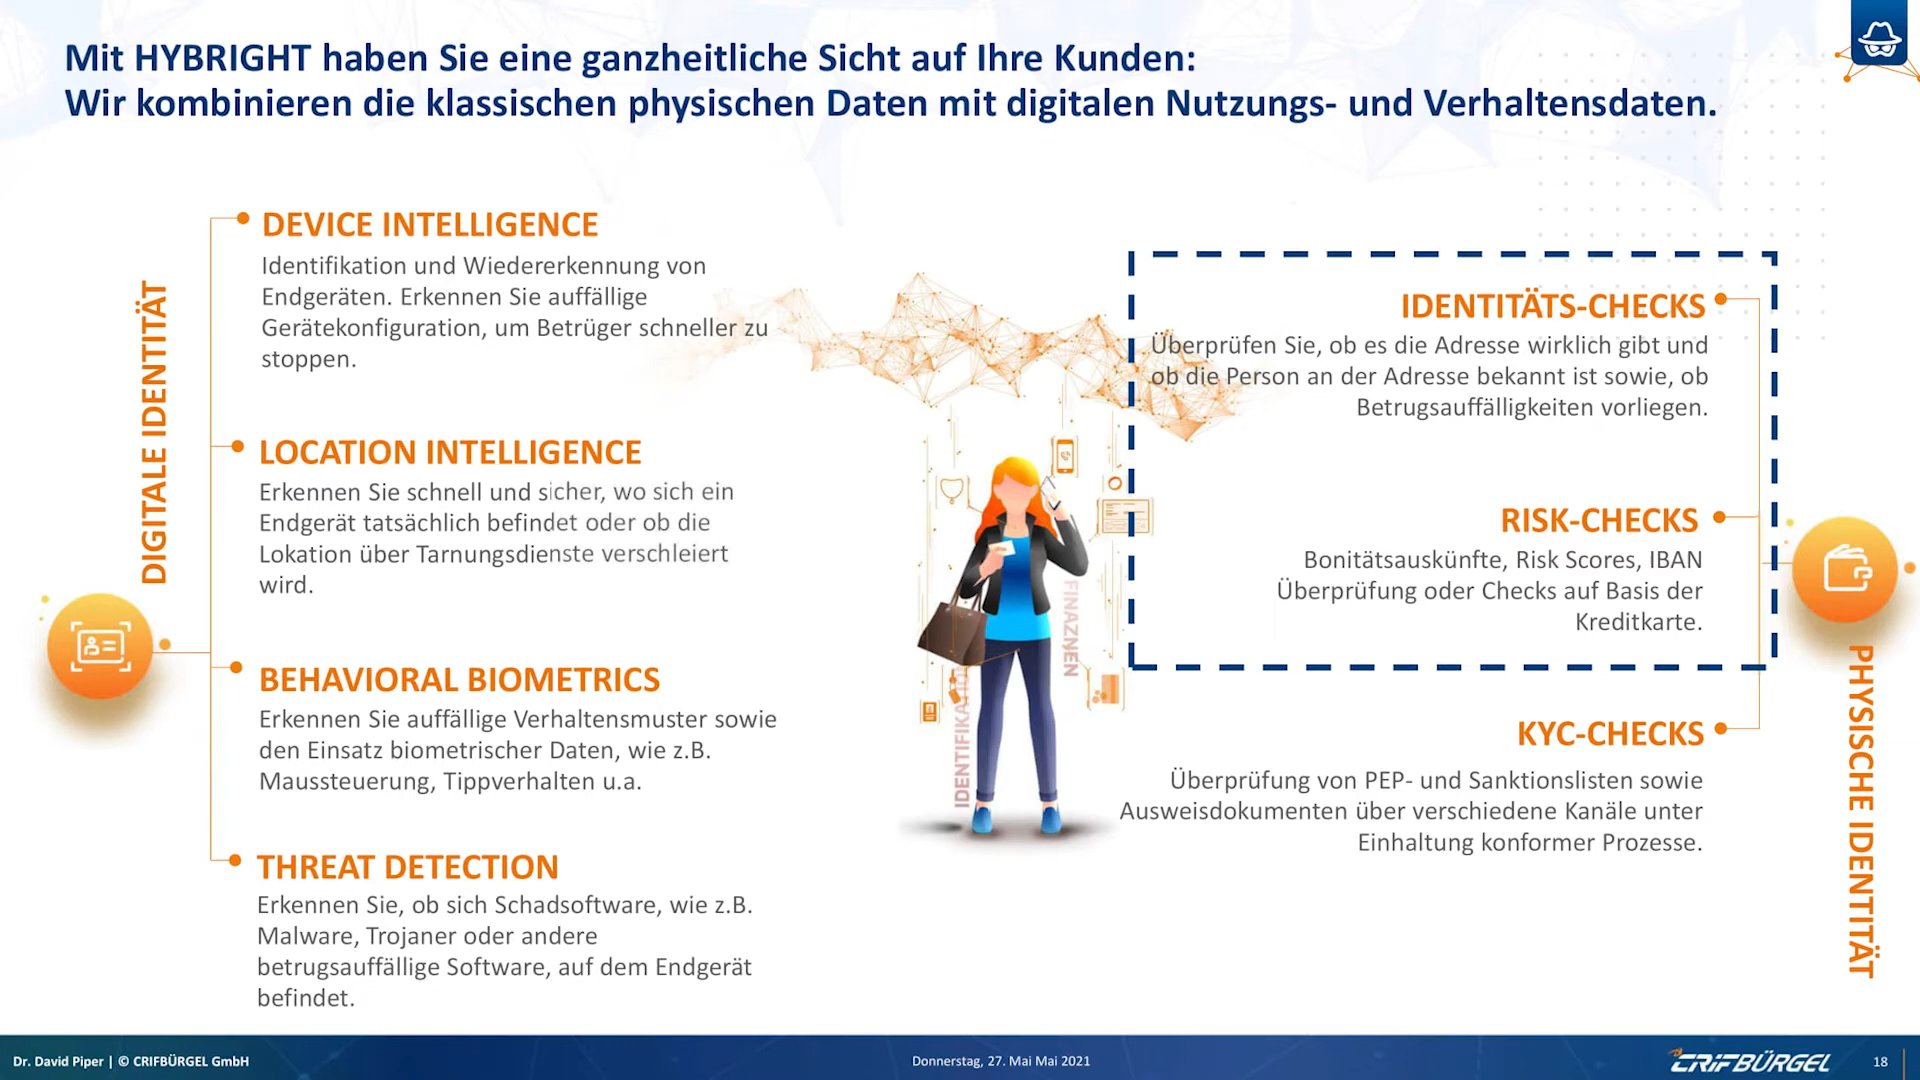 Mit HYBRIGHT haben Sie eine ganzheitliche Sicht auf Ihre Kunden:
Wir kombinieren die klassischen physischen Daten mit digitalen Nutzungs- und Verhaltensdaten.
DIGITALE IDENTITÄT
DEVICE INTELLIGENCE
Identifikation und Wiedererkennung von
Endgeräten. Erkennen Sie auffällige
Gerätekonfiguration, um Betrüger schneller zu
stoppen.
LOCATION INTELLIGENCE
Erkennen Sie schnell und sicher, wo sich ein
Endgerät tatsächlich befindet oder ob die
Lokation über Tarnungsdienste verschleiert
wird.
BEHAVIORAL BIOMETRICS
Erkennen Sie auffällige Verhaltensmuster sowie
den Einsatz biometrischer Daten, wie z.B.
Maussteuerung, Tippverhalten u.a.
THREAT DETECTION
Erkennen Sie, ob sich Schadsoftware, wie z.B.
Malware, Trojaner oder andere
betrugsauffällige Software, auf dem Endgerät
befindet.
IDENTIFIKATIO
FINAZNEN
IDENTITÄTS-CHECKS
Überprüfen Sie, ob es die Adresse wirklich gibt und
ob die Person an der Adresse bekannt ist sowie, ob
Betrugsauffälligkeiten vorliegen.
RISK-CHECKS
Bonitätsauskünfte, Risk Scores, IBAN
Überprüfung oder Checks auf Basis der
Kreditkarte.
KYC-CHECKS
Überprüfung von PEP- und Sanktionslisten sowie
Ausweisdokumenten über verschiedene Kanäle unter
Einhaltung konformer Prozesse.
PHYSISCHE IDENTITÄT
Dr. David Piper | © CRIFBÜRGEL GmbH
Donnerstag, 27. Mai Mai 2021
CRIFBÜRGEL
18